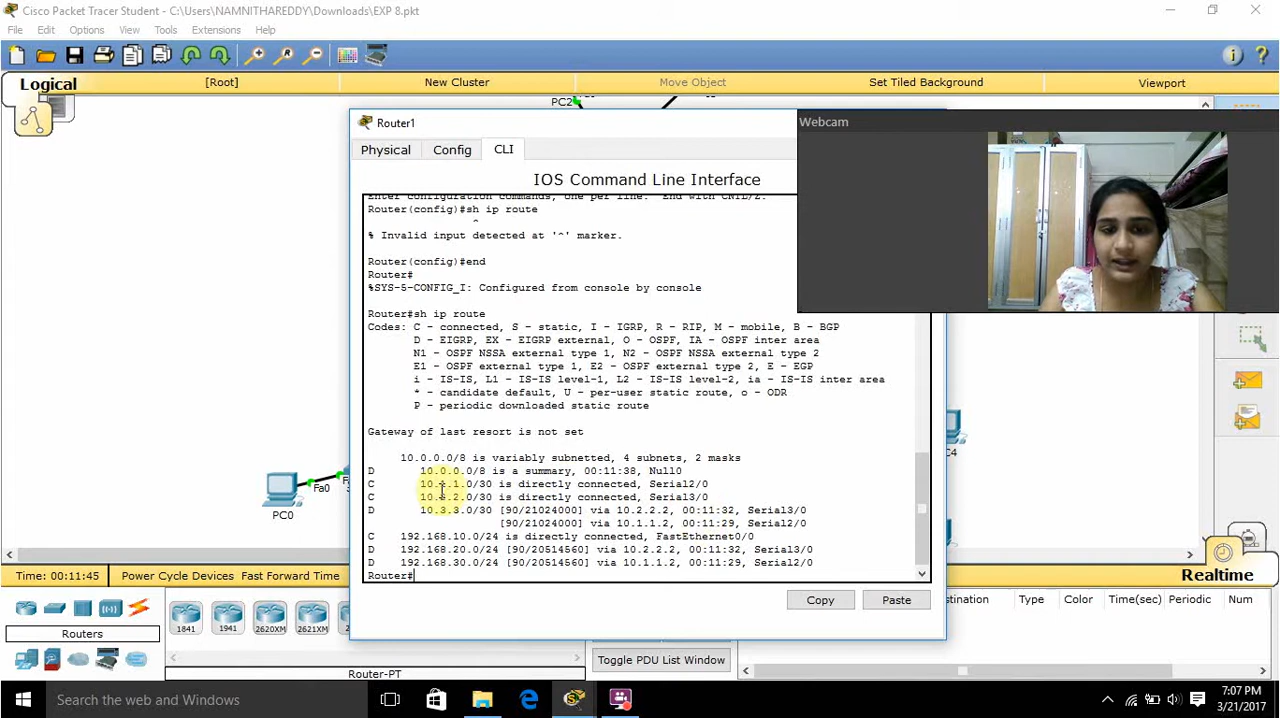 Cisco Packet Tracer Student - C:\Users\NAMNITHAREDDY\Downloads\EXP 8.pkt
File Edit Options View Tools Extensions Help
Logical [Root] New Cluster Move Object Set Tiled Background Viewport
PC2
Router1
Webcam
Physical Config CLI
IOS Command Line Interface
Enter configuration commands, one per line. End with CNTL/Z.
Router(config)#sh ip route
^
% Invalid input detected at '^' marker.
Router(config)#end
Router#
%SYS-5-CONFIG_I: Configured from console by console
Router#sh ip route
Codes: C - connected, S - static, I - IGRP, R - RIP, M - mobile, B - BGP
D - EIGRP, EX - EIGRP external, O - OSPF, IA - OSPF inter area
N1 - OSPF NSSA external type 1, N2 - OSPF NSSA external type 2
E1 - OSPF external type 1, E2 - OSPF external type 2, E - EGP
i - IS-IS, L1 - IS-IS level-1, L2 - IS-IS level-2, ia - IS-IS inter area
* - candidate default, U - per-user static route, o - ODR
P - periodic downloaded static route
Gateway of last resort is not set
10.0.0.0/8 is variably subnetted, 4 subnets, 2 masks
D 10.0.0.0/8 is a summary, 00:11:38, Null0
C 10.1.1.0/30 is directly connected, Serial2/0
C 10.2.2.0/30 is directly connected, Serial3/0
D 10.3.3.0/30 [90/21024000] via 10.2.2.2, 00:11:32, Serial3/0
[90/21024000] via 10.1.1.2, 00:11:29, Serial2/0
C 192.168.10.0/24 is directly connected, FastEthernet0/0
D 192.168.20.0/24 [90/20514560] via 10.2.2.2, 00:11:32, Serial3/0
D 192.168.30.0/24 [90/20514560] via 10.1.1.2, 00:11:29, Serial2/0
Router#
Fa0
PC0
C4
Copy Paste
Time: 00:11:45 Power Cycle Devices Fast Forward Time Realtime
Routers
1841 1941 2620XM 2621XM
Router-PT
Toggle PDU List Window
stination Type Color Time(sec) Periodic Num
Search the web and Windows
7:07 PM
3/21/2017